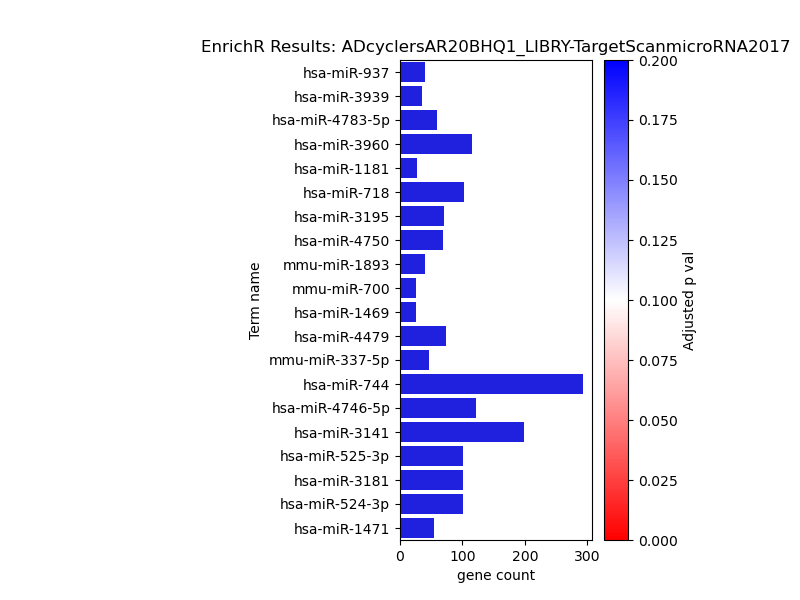 EnrichR Results: ADcyclersAR20BHQ1_LIBRY-TargetScanmicroRNA2017
hsa-miR-937
hsa-miR-3939
hsa-miR-4783-5p
hsa-miR-3960
hsa-miR-1181
hsa-miR-718
hsa-miR-3195
hsa-miR-4750
mmu-miR-1893
mmu-miR-700
hsa-miR-1469
hsa-miR-4479
mmu-miR-337-5p
hsa-miR-744
hsa-miR-4746-5p
hsa-miR-3141
hsa-miR-525-3p
hsa-miR-3181
hsa-miR-524-3p
hsa-miR-1471
Term name
0 100 200 300
gene count
0.200
0.175
0.150
0.125
0.100
0.075
0.050
0.025
0.000
Adjusted p val